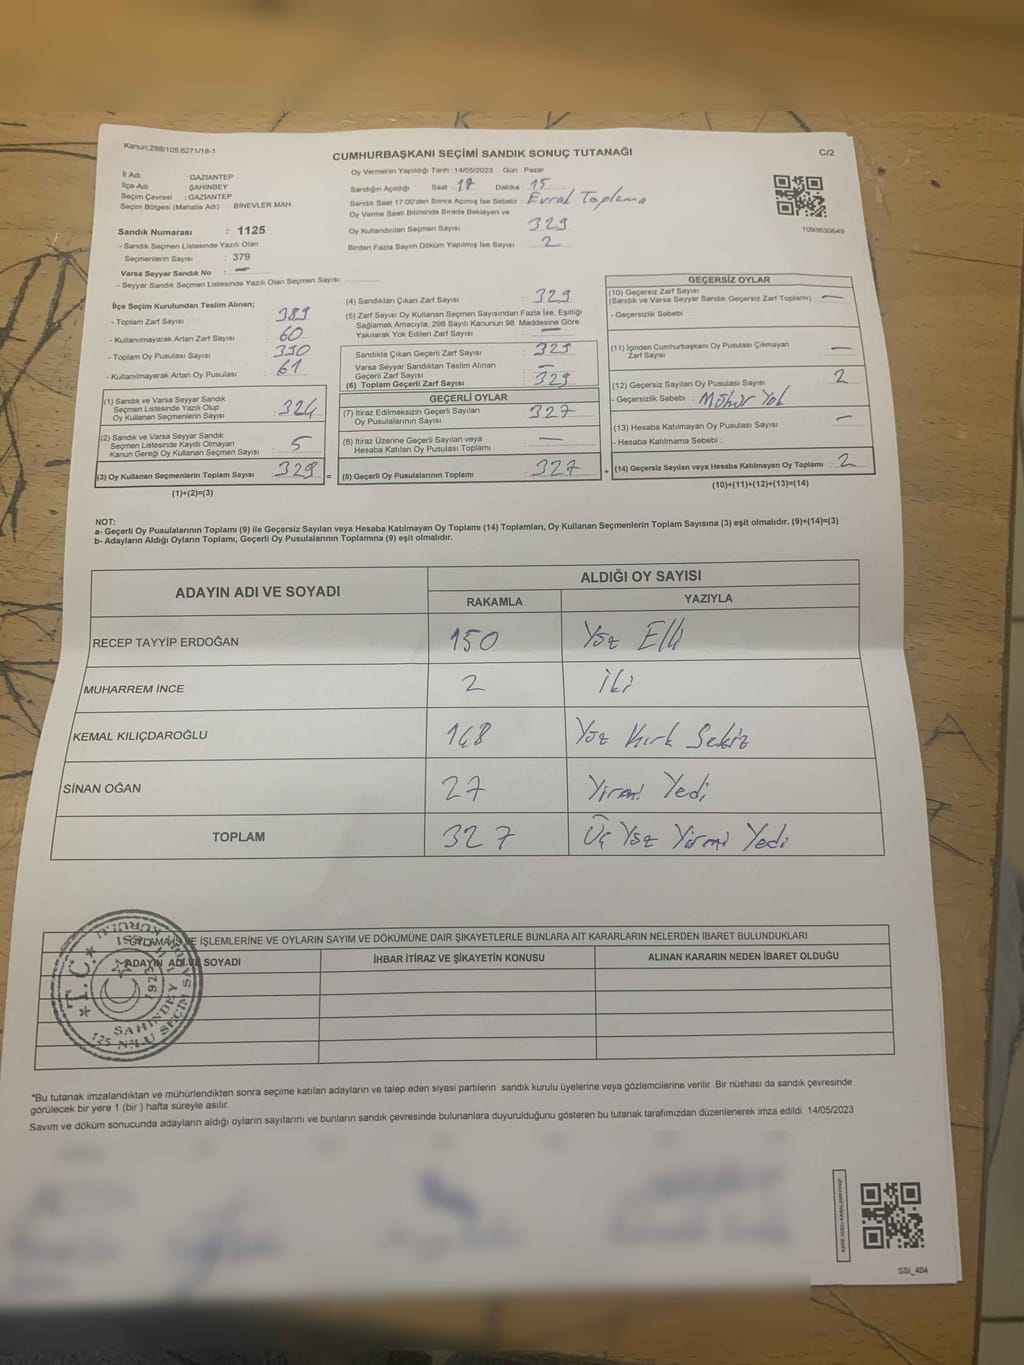 Kanun:298/105,6271/18-1
CUMHURBAŞKANI SEÇİMİ SANDIK SONUÇ TUTANAĞI
C/2
İl Adı GAZİANTEP
İlçe Adı ŞAHİNBEY
Seçim Çevresi : GAZİANTEP
Seçim Bölgesi (Mahalle Adı) BİNEVLER MAH.
Sandık Numarası : 1125
- Sandık Seçmen Listesinde Yazılı Olan
Seçmenlerin Sayısı : 379
Varsa Seyyar Sandık No : —
- Seyyar Sandık Seçmen Listesinde Yazılı Olan Seçmen Sayısı
Oy Vermenin Yapıldığı Tarih :14/05/2023 Gün : Pazar
Sandığın Açıldığı Saat 17 Dakika 15
Sandık Saat 17:00'den Sonra Açılmış İse Sebebi : Evrak Toplama
Oy Verme Saati Bitiminde Sırada Bekleyen ve
Oy Kullandırılan Seçmen Sayısı 329
Birden Fazla Sayım Döküm Yapılmış İse Sayısı 2
1093630649
İlçe Seçim Kurulundan Teslim Alınan;
- Toplam Zarf Sayısı 389
- Kullanılmayarak Artan Zarf Sayısı 60
- Toplam Oy Pusulası Sayısı
- Kullanılmayarak Artan Oy Pusulası 61
(1) Sandık ve Varsa Seyyar Sandık
Seçmen Listesinde Yazılı Olup
Oy Kullanan Seçmenlerin Sayısı 324
(2) Sandık ve Varsa Seyyar Sandık
Seçmen Listesinde Kayıtlı Olmayan
Kanun Gereği Oy Kullanan Seçmen Sayısı 5
(3) Oy Kullanan Seçmenlerin Toplam Sayısı 329 =
(1)+(2)=(3)
(4) Sandıktan Çıkan Zarf Sayısı 329
(5) Zarf Sayısı Oy Kullanan Seçmen Sayısından Fazla İse, Eşitliği
Sağlamak Amacıyla; 298 Sayılı Kanunun 98. Maddesine Göre
Yakılarak Yok Edilen Zarf Sayısı —
Sandıkta Çıkan Geçerli Zarf Sayısı 329
Varsa Seyyar Sandıktan Teslim Alınan
Geçerli Zarf Sayısı —
(6) Toplam Geçerli Zarf Sayısı 329
GEÇERLİ OYLAR
(7) İtiraz Edilmeksizin Geçerli Sayılan
Oy Pusulalarının Sayısı 327
(8) İtiraz Üzerine Geçerli Sayılan veya
Hesaba Katılan Oy Pusulası Toplamı —
(9) Geçerli Oy Pusulalarının Toplamı 327 +
GEÇERSİZ OYLAR
(10) Geçersiz Zarf Sayısı
(Sandık ve Varsa Seyyar Sandık Geçersiz Zarf Toplamı) —
- Geçersizlik Sebebi :
(11) İçinden Cumhurbaşkanı Oy Pusulası Çıkmayan
Zarf Sayısı —
(12) Geçersiz Sayılan Oy Pusulası Sayısı 2
- Geçersizlik Sebebi : Mühür Yok
(13) Hesaba Katılmayan Oy Pusulası Sayısı —
- Hesaba Katılmama Sebebi :
(14) Geçersiz Sayılan veya Hesaba Katılmayan Oy Toplamı : 2
(10)+(11)+(12)+(13)=(14)
NOT:
a- Geçerli Oy Pusulalarının Toplamı (9) ile Geçersiz Sayılan veya Hesaba Katılmayan Oy Toplamı (14) Toplamları, Oy Kullanan Seçmenlerin Toplam Sayısına (3) eşit olmalıdır. (9)+(14)=(3)
b- Adayların Aldığı Oyların Toplamı, Geçerli Oy Pusulalarının Toplamına (9) eşit olmalıdır.
ADAYIN ADI VE SOYADI
ALDIĞI OY SAYISI
RAKAMLA YAZIYLA
RECEP TAYYİP ERDOĞAN 150 Yüz Elli
MUHARREM İNCE 2 İki
KEMAL KILIÇDAROĞLU 148 Yüz Kırk Sekiz
SİNAN OĞAN 27 Yirmi Yedi
TOPLAM 327 Üç Yüz Yirmi Yedi
İŞLEMLERİNE VE OYLARIN SAYIM VE DÖKÜMÜNE DAİR ŞİKAYETLERLE BUNLARA AİT KARARLARIN NELERDEN İBARET BULUNDUKLARI
ADAYIN ADI VE SOYADI
İHBAR İTİRAZ VE ŞİKAYETİN KONUSU
ALINAN KARARIN NEDEN İBARET OLDUĞU
*T.C.*
1923
ŞAHİNBEY
*Bu tutanak imzalandıktan ve mühürlendikten sonra seçime katılan adayların ve talep eden siyasi partilerin sandık kurulu üyelerine veya gözlemcilerine verilir .Bir nüshası da sandık çevresinde
görülecek bir yere 1 (bir ) hafta süreyle asılır.
Sayım ve döküm sonucunda adayların aldığı oyların sayılarını ve bunların sandık çevresinde bulunanlara duyurulduğunu gösteren bu tutanak tarafımızdan düzenlenerek imza edildi. 14/05/2023
KARE KODU KARALAMAYINIZ!
SSI_404